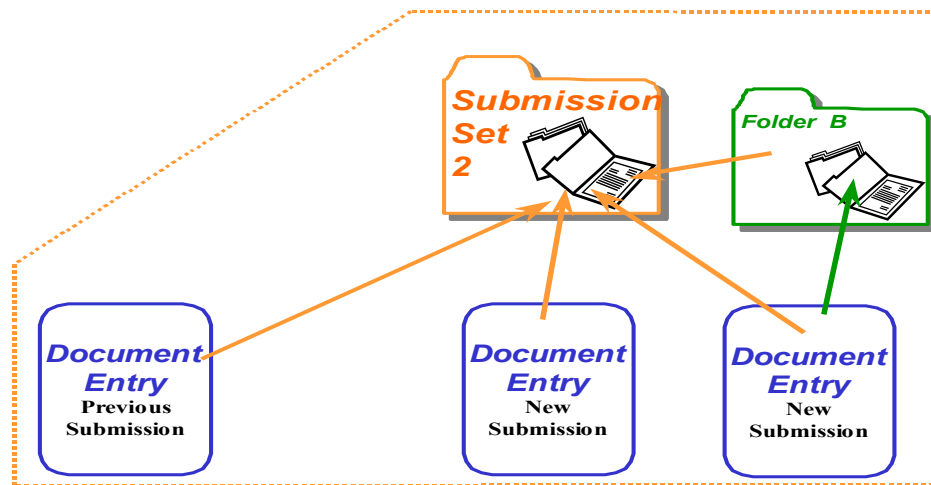 Submission
Set
2
Folder B
Document
Entry
Previous
Submission
Document
Entry
New
Submission
Document
Entry
New
Submission